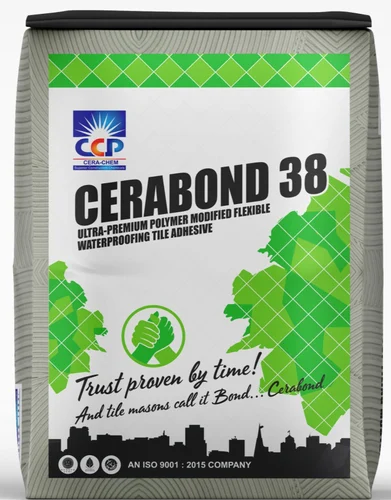 CCP
CERA-CHEM
CERABOND 38
ULTRA-PREMIUM POLYMER MODIFIED FLEXIBLE
WATERPROOFING TILE ADHESIVE
Trust proven by time!
And tile masons call it Bond... Cerabond
AN ISO 9001 : 2015 COMPANY